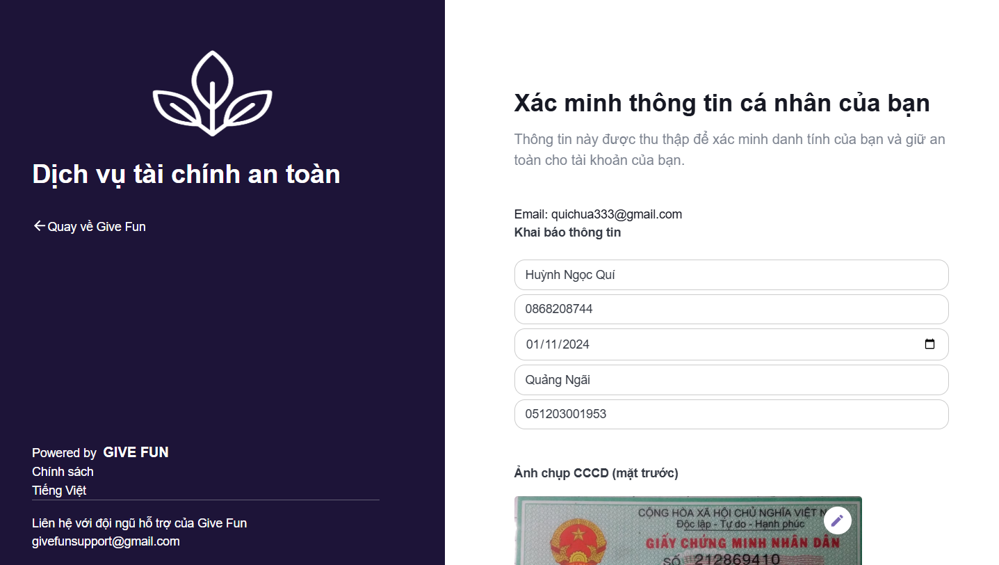 Dịch vụ tài chính an toàn
Quay về Give Fun
Powered by GIVE FUN
Chính sách
Tiếng Việt
Liên hệ với đội ngũ hỗ trợ của Give Fun
givefunsupport@gmail.com
Xác minh thông tin cá nhân của bạn
Thông tin này được thu thập để xác minh danh tính của bạn và giữ an
toàn cho tài khoản của bạn.
Email: quichua333@gmail.com
Khai báo thông tin
Huỳnh Ngọc Quí
0868208744
01/11/2024
Quảng Ngãi
051203001953
Ảnh chụp CCCD (mặt trước)
CỘNG HÒA XÃ HỘI CHỦ NGHĨA VIỆT
Độc lập - Tự do - Hạnh phúc
GIẤY CHỨNG MINH NHÂN DÂN
SỐ 212869410